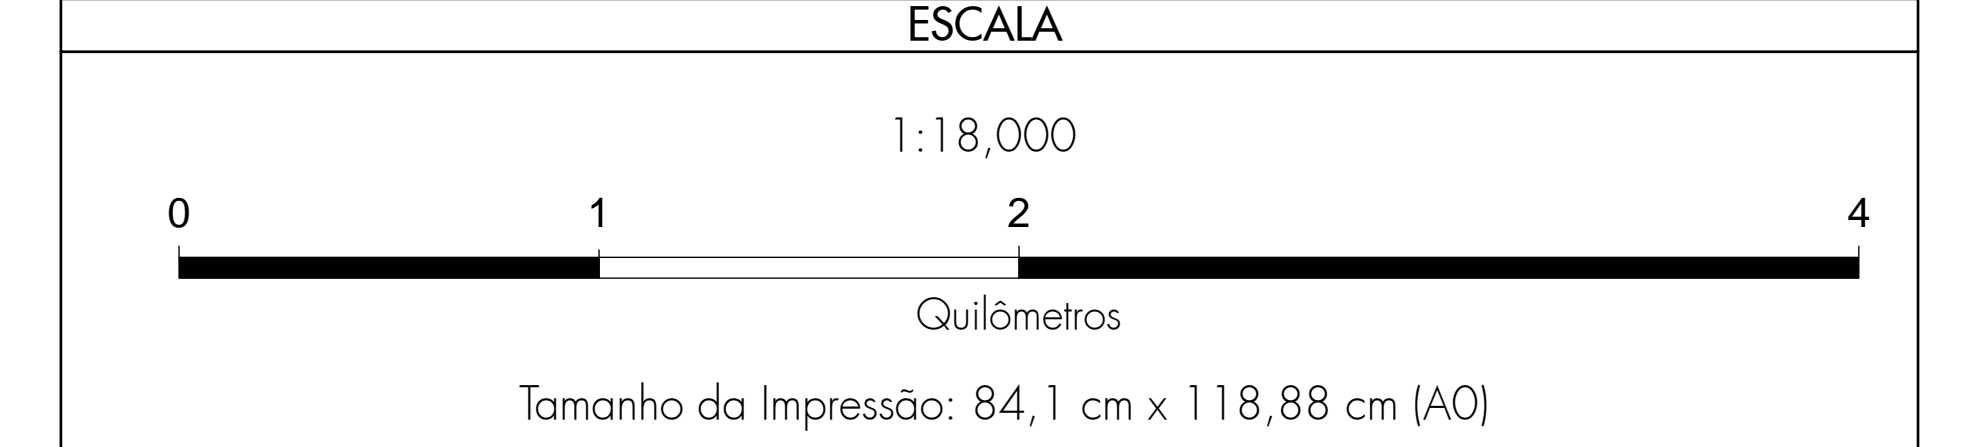 ESCALA
1:18,000
0 1 2 4
Quilômetros
Tamanho da Impressão: 84,1 cm x 118,88 cm (A0)